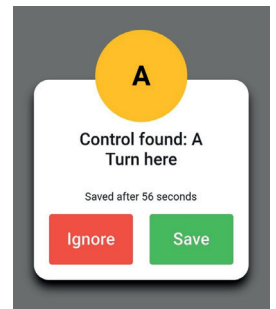 A
Control found: A
Turn here
Saved after 56 seconds
Ignore
Save